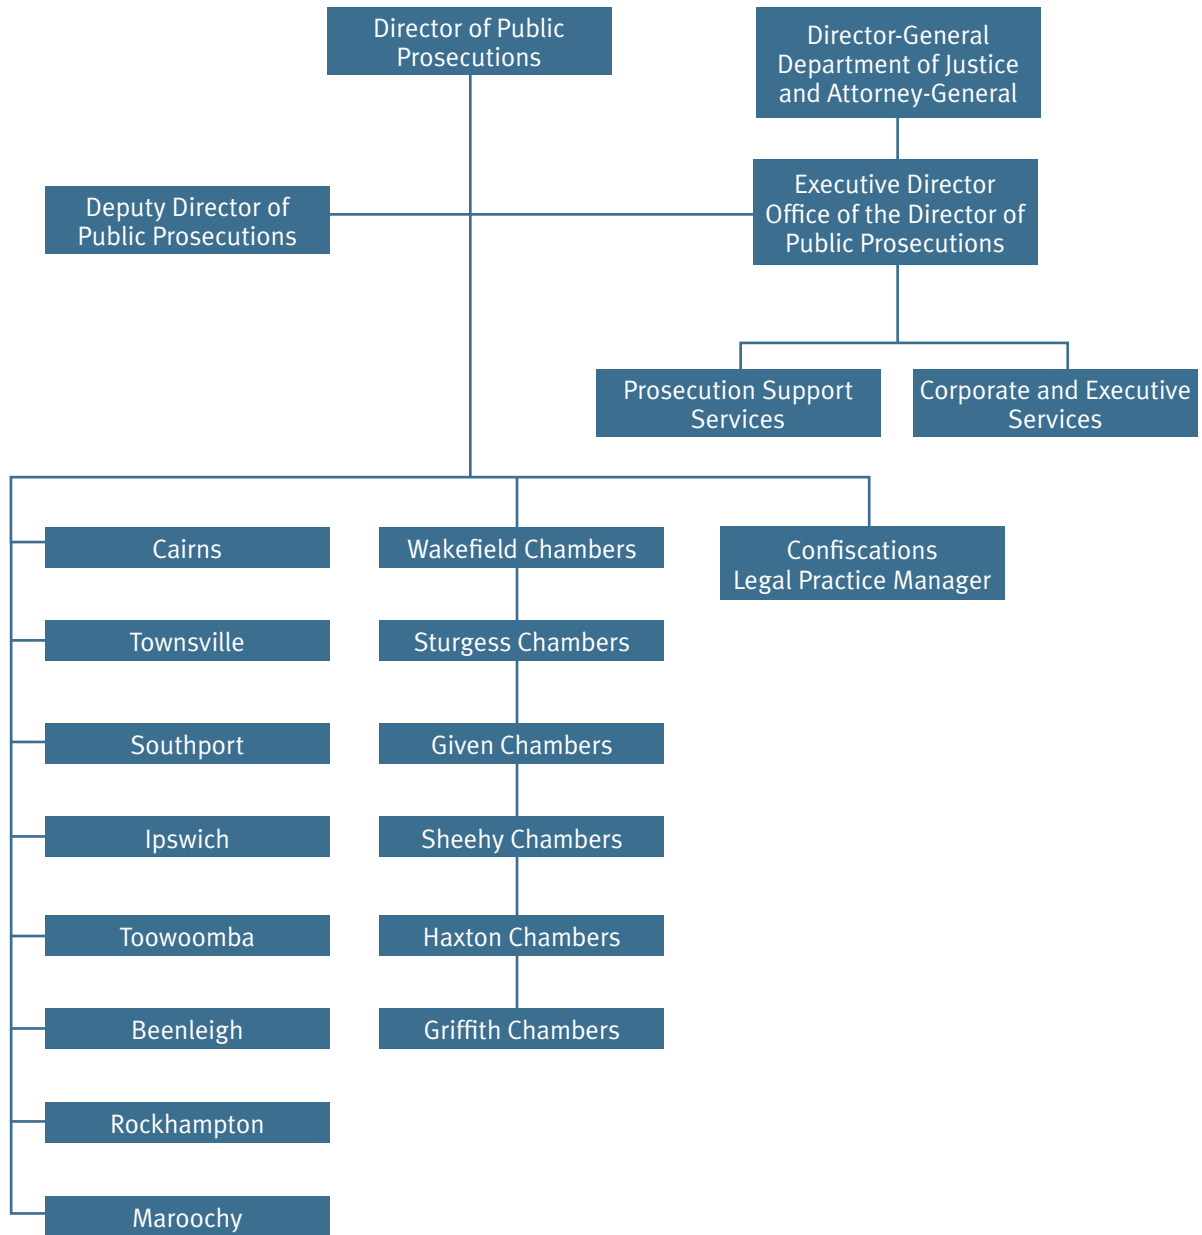 Director of Public
Prosecutions
Director-General
Department of Justice
and Attorney-General
Deputy Director of
Public Prosecutions
Executive Director
Office of the Director of
Public Prosecutions
Prosecution Support
Services
Corporate and Executive
Services
Cairns
Townsville
Southport
Ipswich
Toowoomba
Beenleigh
Rockhampton
Maroochy
Wakefield Chambers
Sturgess Chambers
Given Chambers
Sheehy Chambers
Haxton Chambers
Griffith Chambers
Confiscations
Legal Practice Manager